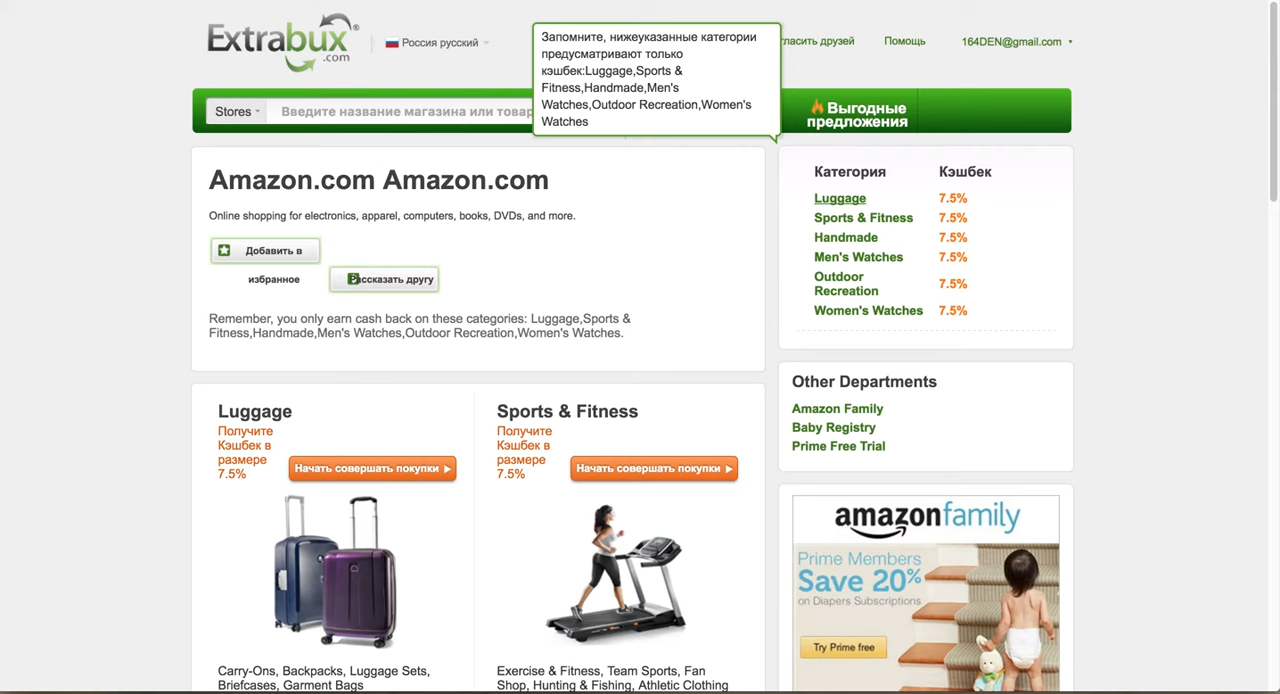 Extrabux®
.com
Россия русский
Запомните, нижеуказанные категории
предусматривают только
кэшбек:Luggage,Sports &
Fitness,Handmade,Men's
Watches,Outdoor Recreation,Women's
Watches
гласить друзей
Помощь
164DEN@gmail.com
Stores
Введите название магазина или товар
Выгодные
предложения
Amazon.com Amazon.com
Online shopping for electronics, apparel, computers, books, DVDs, and more.
Добавить в
избранное
Рассказать другу
Remember, you only earn cash back on these categories: Luggage,Sports &
Fitness,Handmade,Men's Watches,Outdoor Recreation,Women's Watches.
Категория Кэшбек
Luggage 7.5%
Sports & Fitness 7.5%
Handmade 7.5%
Men's Watches 7.5%
Outdoor
Recreation 7.5%
Women's Watches 7.5%
Other Departments
Amazon Family
Baby Registry
Prime Free Trial
Luggage
Получите
Кэшбек в
размере
7.5%
Начать совершать покупки
Carry-Ons, Backpacks, Luggage Sets,
Briefcases, Garment Bags
Sports & Fitness
Получите
Кэшбек в
размере
7.5%
Начать совершать покупки
Exercise & Fitness, Team Sports, Fan
Shop, Hunting & Fishing, Athletic Clothing
amazonfamily
Prime Members
Save 20%
on Diapers Subscriptions
Try Prime free